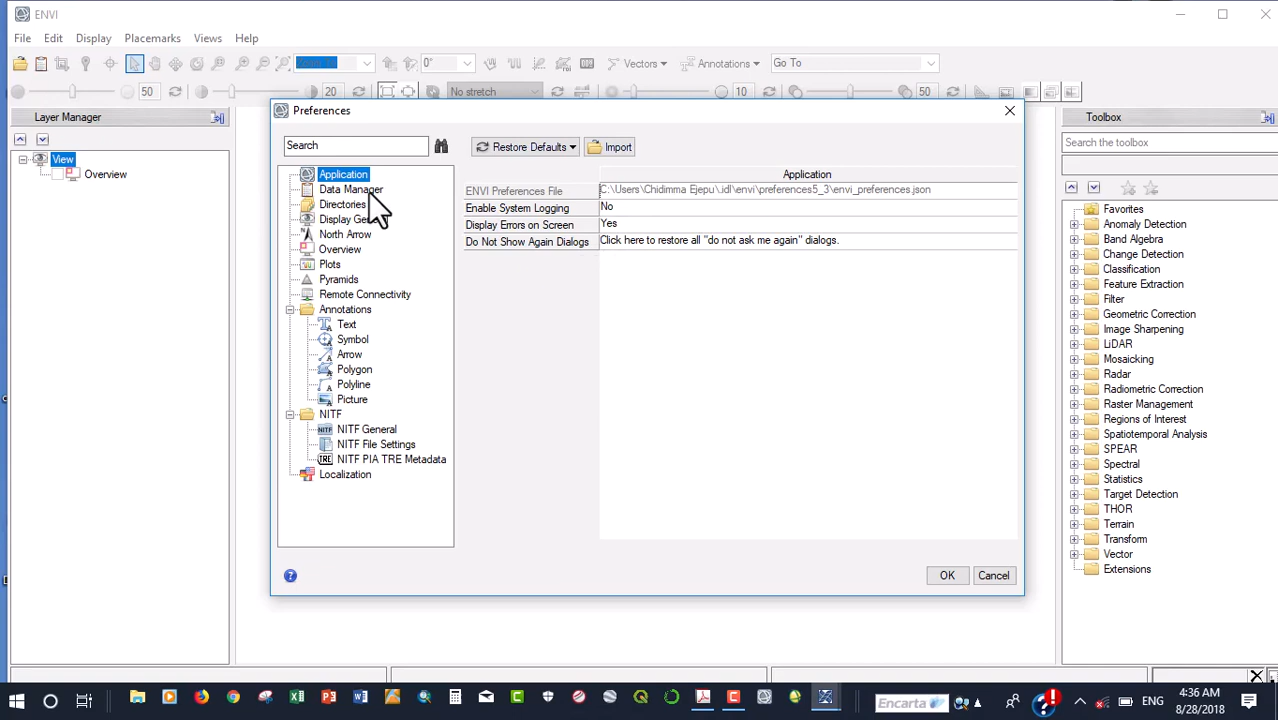 ENVI
File Edit Display Placemarks Views Help
0° Vectors Annotations Go To
50 20 No stretch 10 50
Layer Manager
View
Overview
Preferences
Search Restore Defaults Import
Application
Data Manager
Directories
Display
North Arrow
Overview
Plots
Pyramids
Remote Connectivity
Annotations
Text
Symbol
Arrow
Polygon
Polyline
Picture
NITF
NITF General
NITF File Settings
NITF PIA TRE Metadata
Localization
Application
ENVI Preferences File C:\Users\Chidimma Ejepu\.idl\envi\preferences5_3\envi_preferences.json
Enable System Logging No
Display Errors on Screen Yes
Do Not Show Again Dialogs Click here to restore all "do not ask me again" dialogs.
OK Cancel
Toolbox
Search the toolbox
Favorites
Anomaly Detection
Band Algebra
Change Detection
Classification
Feature Extraction
Filter
Geometric Correction
Image Sharpening
LiDAR
Mosaicking
Radar
Radiometric Correction
Raster Management
Regions of Interest
Spatiotemporal Analysis
SPEAR
Spectral
Statistics
Target Detection
THOR
Terrain
Transform
Vector
Extensions
Encarta
ENG
4:36 AM
8/28/2018